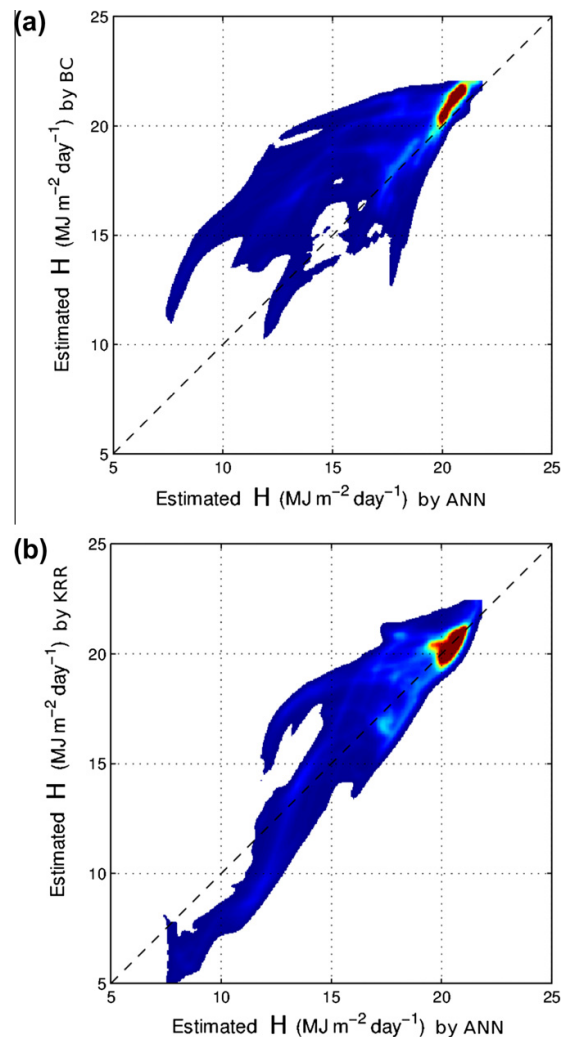 (a)
25
20
15
10
5
Estimated H (MJ m⁻² day⁻¹) by BC
5 10 15 20 25
Estimated H (MJ m⁻² day⁻¹) by ANN
(b)
25
20
15
10
5
Estimated H (MJ m⁻² day⁻¹) by KRR
5 10 15 20 25
Estimated H (MJ m⁻² day⁻¹) by ANN